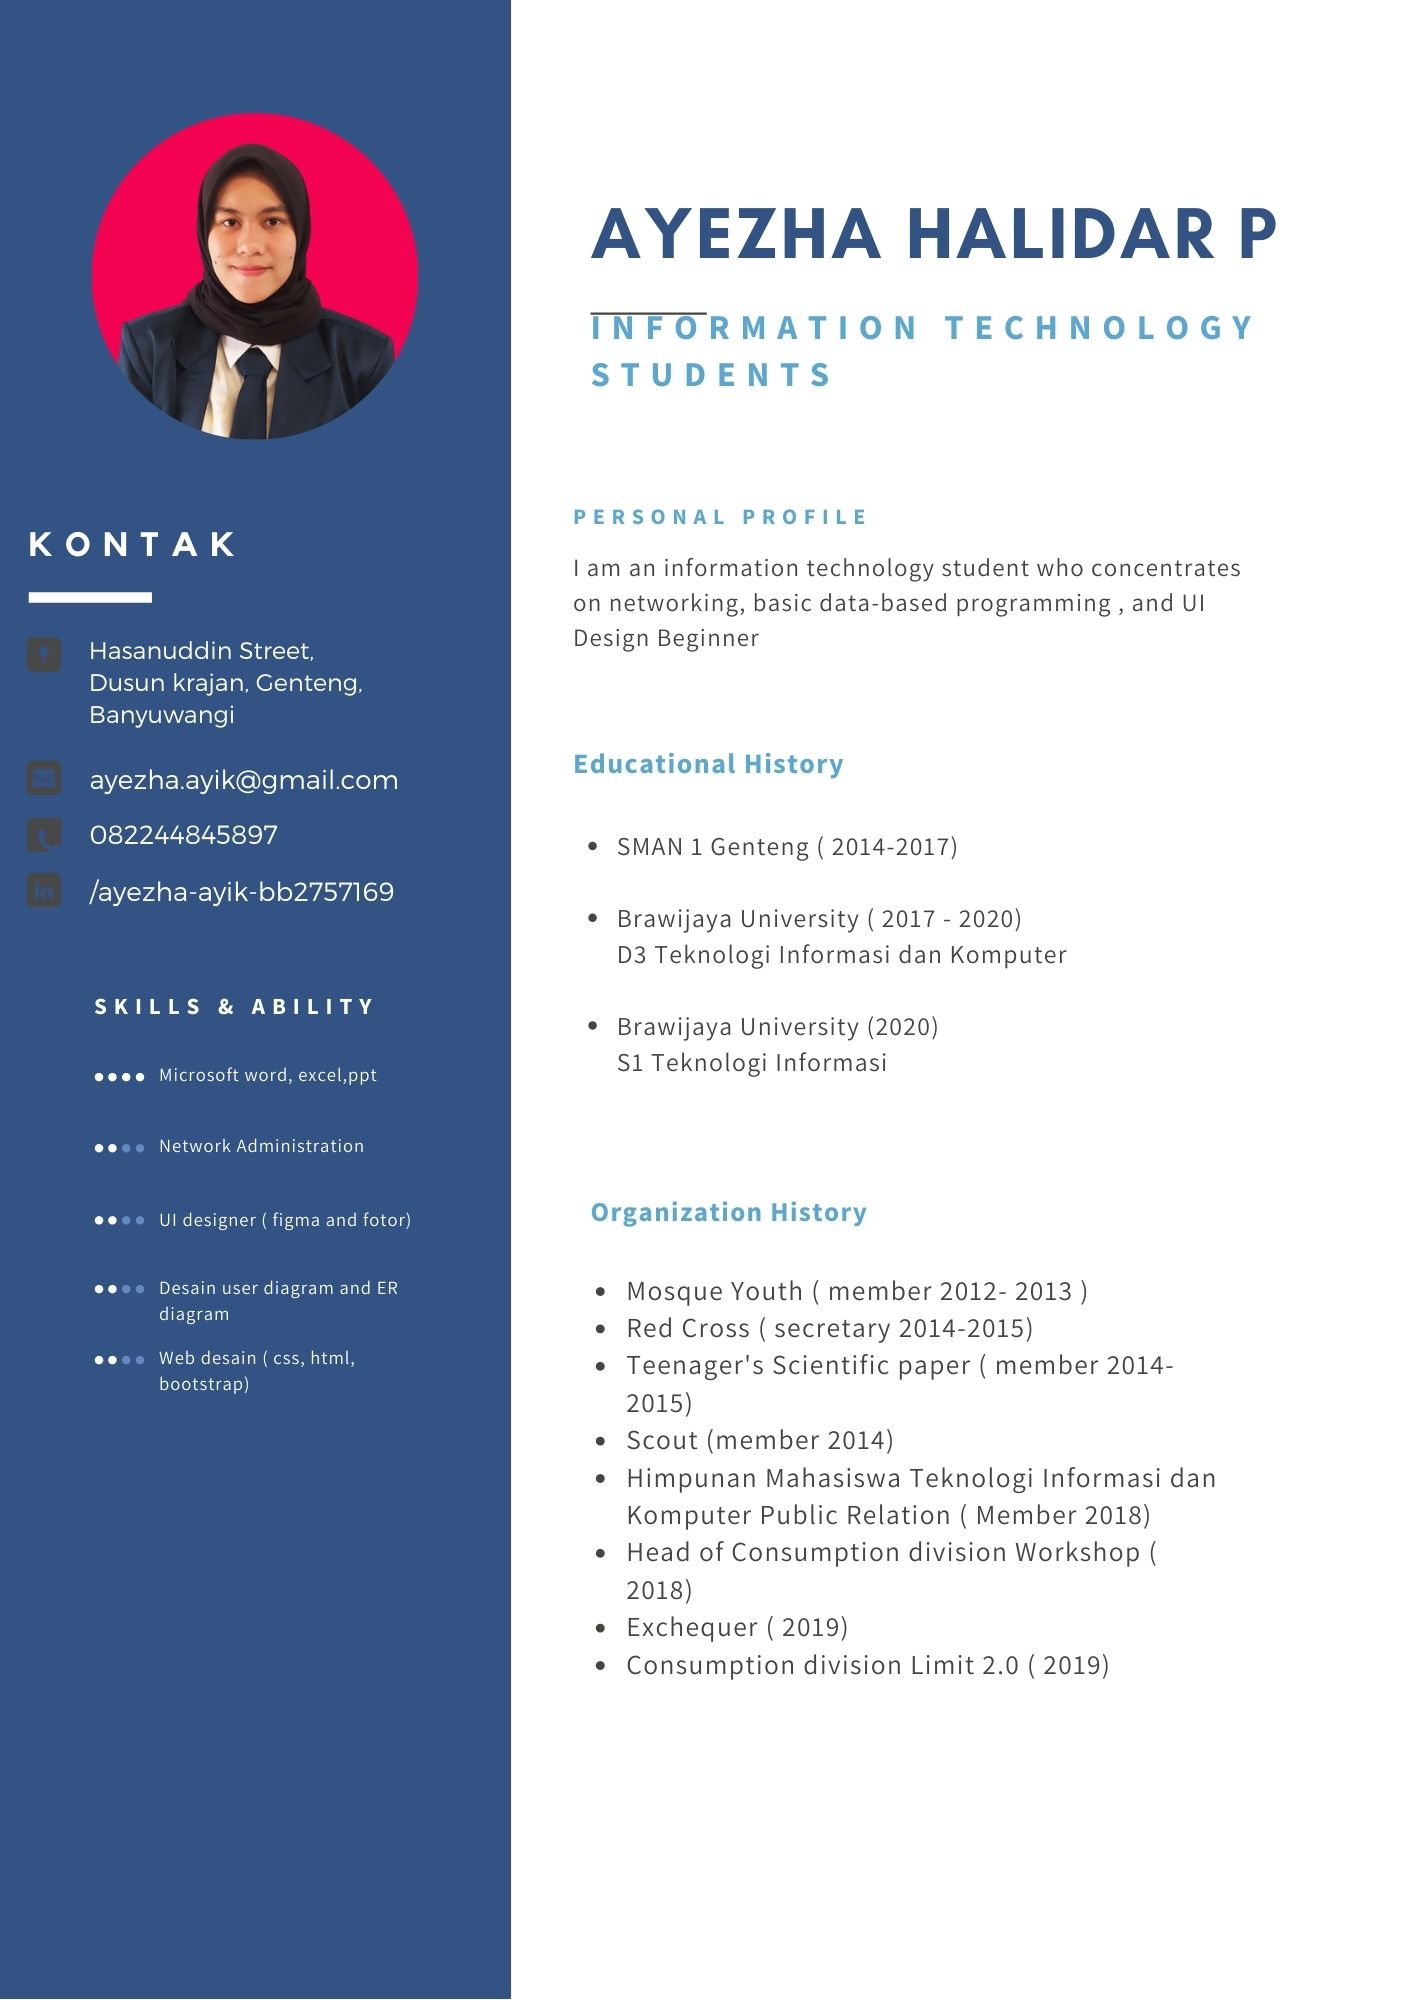 AYEZHA HALIDAR P
INFORMATION TECHNOLOGY
STUDENTS
KONTAK
Hasanuddin Street,
Dusun krajan, Genteng,
Banyuwangi
ayezha.ayik@gmail.com
082244845897
in
/ayezha-ayik-bb2757169
SKILLS & ABILITY
Microsoft word, excel,ppt
Network Administration
UI designer ( figma and fotor)
Desain user diagram and ER
diagram
Web desain ( css, html,
bootstrap)
PERSONAL PROFILE
I am an information technology student who concentrates
on networking, basic data-based programming , and UI
Design Beginner
Educational History
• SMAN 1 Genteng ( 2014-2017)
• Brawijaya University ( 2017 - 2020)
D3 Teknologi Informasi dan Komputer
• Brawijaya University (2020)
S1 Teknologi Informasi
Organization History
• Mosque Youth ( member 2012- 2013 )
• Red Cross ( secretary 2014-2015)
• Teenager's Scientific paper ( member 2014-
2015)
• Scout (member 2014)
• Himpunan Mahasiswa Teknologi Informasi dan
Komputer Public Relation ( Member 2018)
• Head of Consumption division Workshop (
2018)
• Exchequer ( 2019)
• Consumption division Limit 2.0 ( 2019)